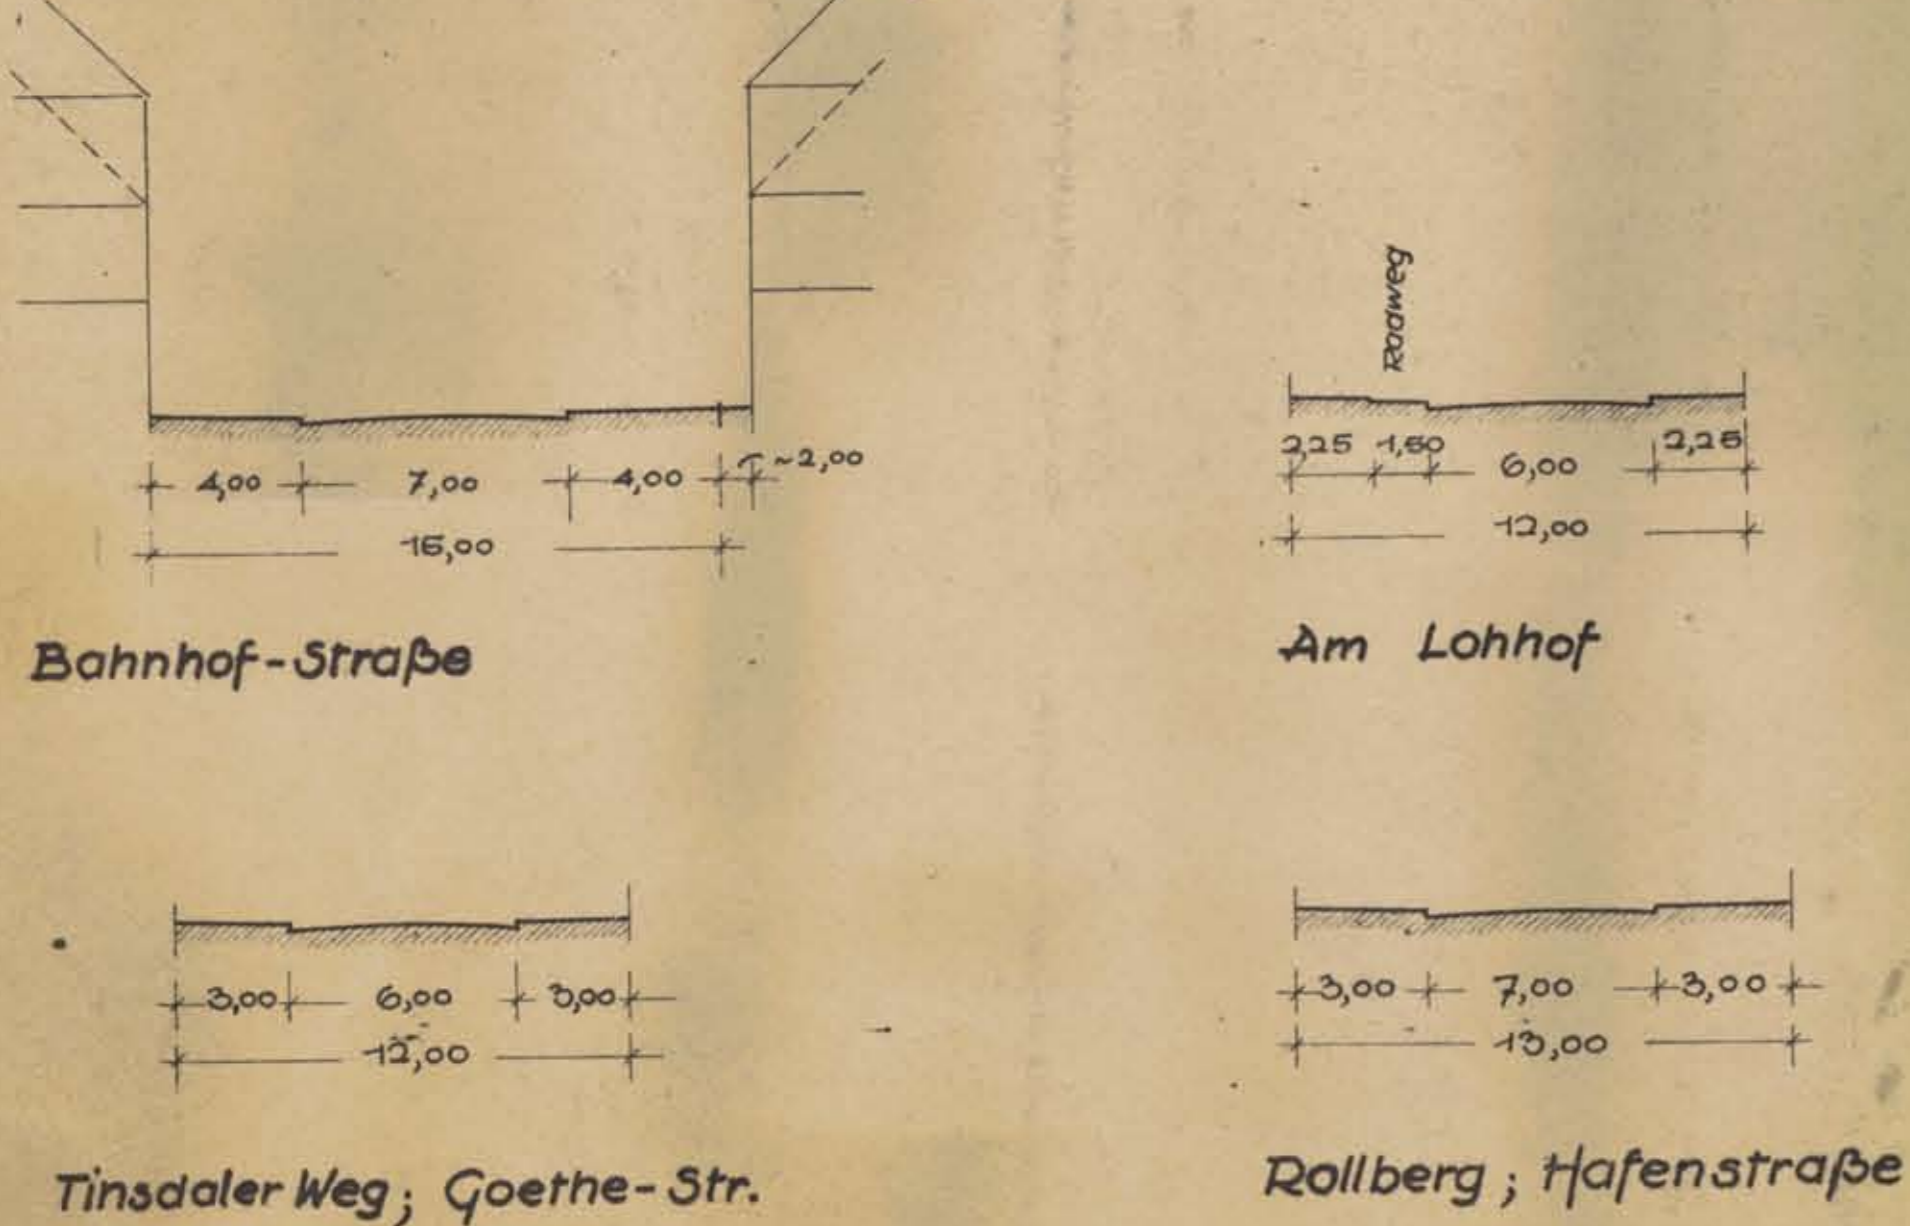 ~2,00
4,00 7,00 4,00
15,00
Bahnhof-Straße
Radweg
2,25 1,50 6,00 2,25
12,00
Am Lohhof
3,00 6,00 3,00
12,00
Tinsdaler Weg; Goethe-Str.
3,00 7,00 3,00
13,00
Rollberg; Hafenstraße